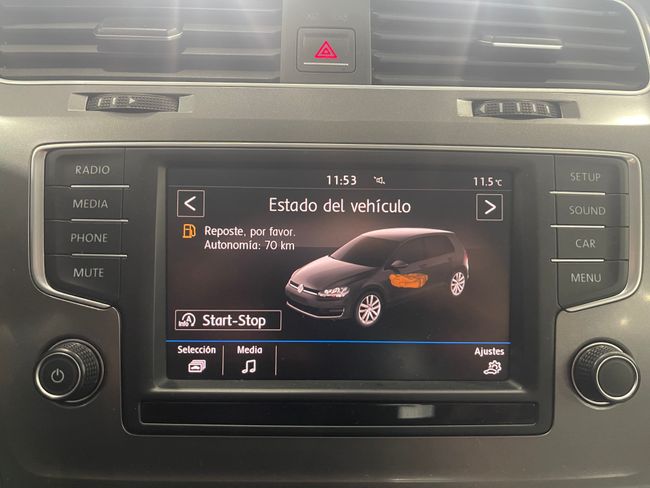 RADIO
MEDIA
PHONE
MUTE
11:53
11.5°C
Estado del vehículo
Reposte, por favor.
Autonomía: 70 km
Start-Stop
Selección
Media
Ajustes
SETUP
SOUND
CAR
MENU